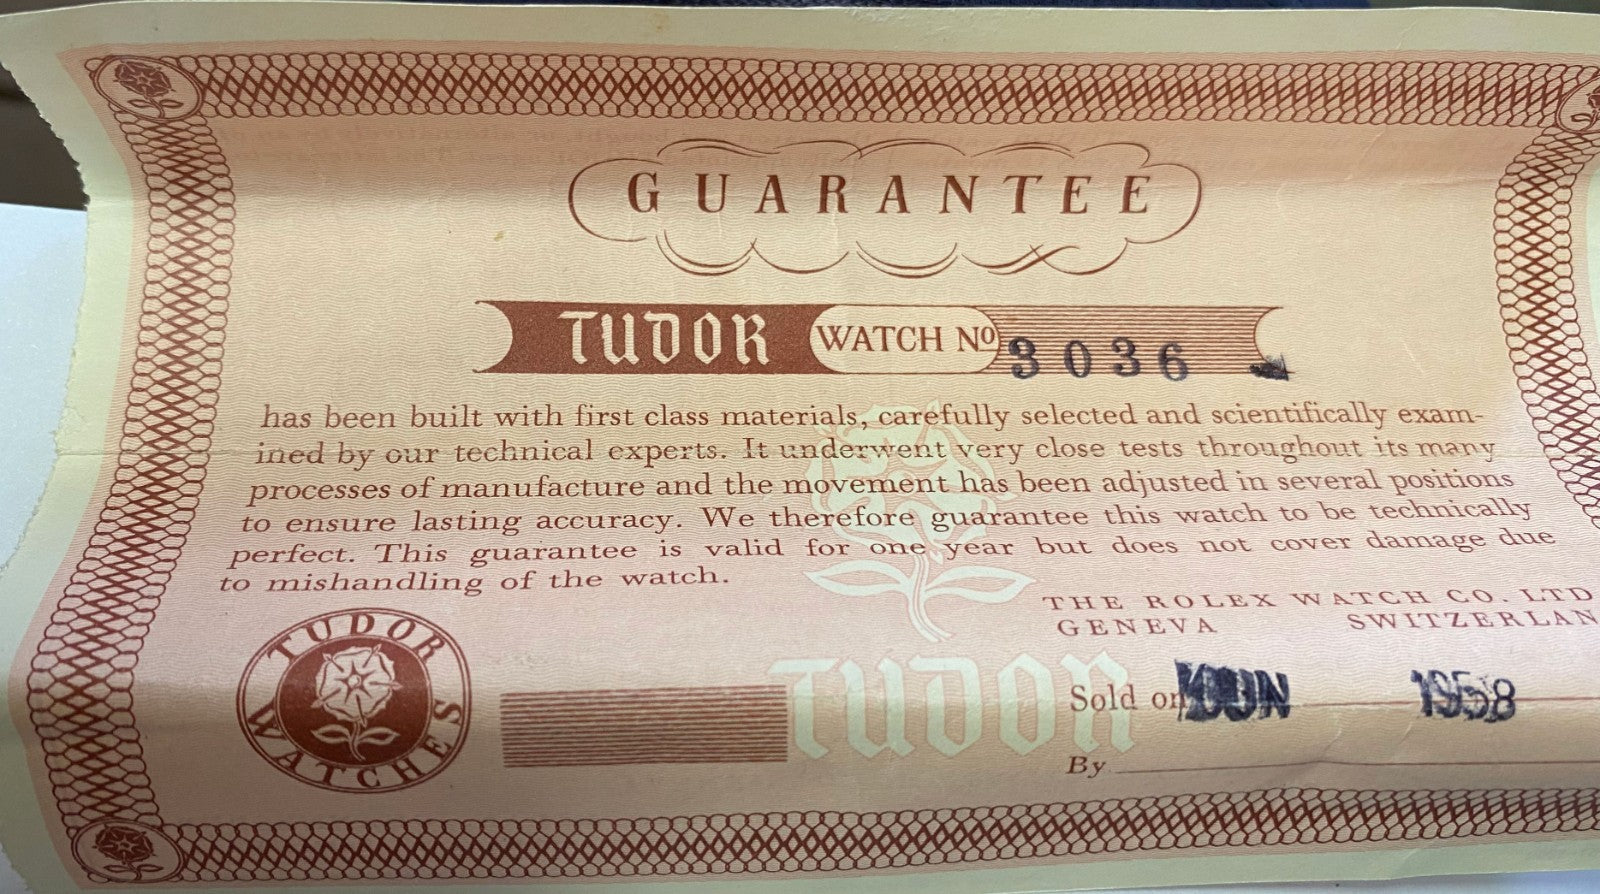 GUARANTEE
TUDOR WATCH Nº 3036
has been built with first class materials, carefully selected and scientifically exam-
ined by our technical experts. It underwent very close tests throughout its many
processes of manufacture and the movement has been adjusted in several positions
to ensure lasting accuracy. We therefore guarantee this watch to be technically
perfect. This guarantee is valid for one year but does not cover damage due
to mishandling of the watch.
THE ROLEX WATCH CO. LTD
GENEVA SWITZERLAN
TUDOR
WATCHES
TUDOR
Sold on 1958
By